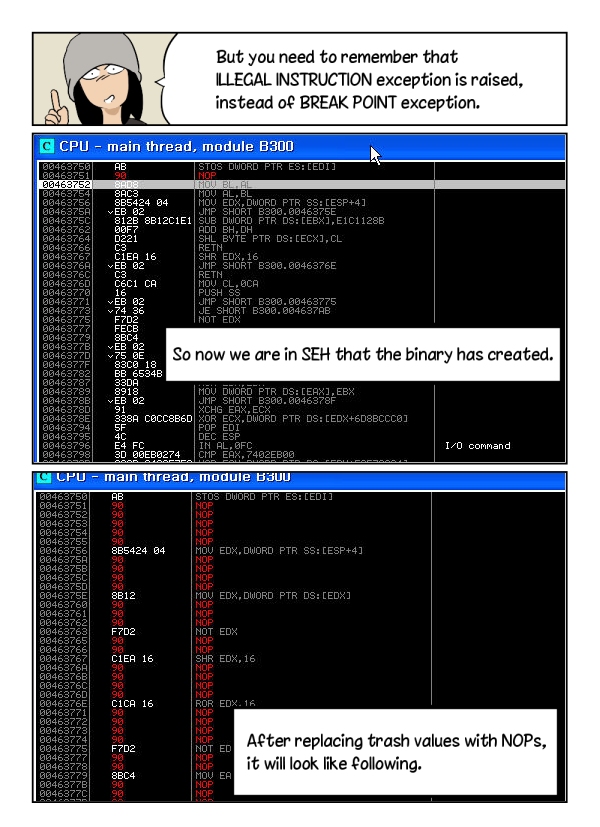 But you need to remember that
ILLEGAL INSTRUCTION exception is raised,
instead of BREAK POINT exception.
C CPU - main thread, module B300
00463750 AB STOS DWORD PTR ES:[EDI]
00463751 90 NOP
00463752 8AD8 MOV BL,AL
00463754 8AC3 MOV AL,BL
00463756 8B5424 04 MOV EDX,DWORD PTR SS:[ESP+4]
0046375A EB 02 JMP SHORT B300.0046375E
0046375C 812B 8B12C1E1 SUB DWORD PTR DS:[EBX],E1C1128B
00463762 00F7 ADD BH,DH
00463764 D221 SHL BYTE PTR DS:[ECX],CL
00463766 C3 RETN
00463767 C1EA 16 SHR EDX,16
0046376A EB 02 JMP SHORT B300.0046376E
0046376C C3 RETN
0046376D C6C1 CA MOV CL,0CA
00463770 16 PUSH SS
00463771 EB 02 JMP SHORT B300.00463775
00463773 74 36 JE SHORT B300.004637AB
00463775 F7D2 NOT EDX
00463777 FECB
00463779 8BC4
0046377B EB 02
0046377D 75 0E
0046377F 83C0 18
00463782 BB 6534B
So now we are in SEH that the binary has created.
00463787 33DA
00463789 8918 MOV DWORD PTR DS:[EAX],EBX
0046378B EB 02 JMP SHORT B300.0046378F
0046378D 91 XCHG EAX,ECX
0046378E 338A C0CC8B6D XOR ECX,DWORD PTR DS:[EDX+6D8BCCC0]
00463794 5F POP EDI
00463795 4C DEC ESP
00463796 E4 FC IN AL,0FC I/O command
00463798 3D 00EB0274 CMP EAX,7402EB00
C CPU - main thread, module B300
00463750 AB STOS DWORD PTR ES:[EDI]
00463751 90 NOP
00463752 90 NOP
00463753 90 NOP
00463754 90 NOP
00463755 90 NOP
00463756 8B5424 04 MOV EDX,DWORD PTR SS:[ESP+4]
0046375A 90 NOP
0046375B 90 NOP
0046375C 90 NOP
0046375D 90 NOP
0046375E 8B12 MOV EDX,DWORD PTR DS:[EDX]
00463760 90 NOP
00463761 90 NOP
00463762 90 NOP
00463763 F7D2 NOT EDX
00463765 90 NOP
00463766 90 NOP
00463767 C1EA 16 SHR EDX,16
0046376A 90 NOP
0046376B 90 NOP
0046376C 90 NOP
0046376D 90 NOP
0046376E C1CA 16 ROR EDX,16
00463771 90 NOP
00463772 90 NOP
00463773 90 NOP
00463774 90 NOP
00463775 F7D2 NOT ED
00463777 90 NOP
00463778 90 NOP
00463779 8BC4 MOV EA
0046377B 90 NOP
0046377C 90 NOP
After replacing trash values with NOPs,
it will look like following.